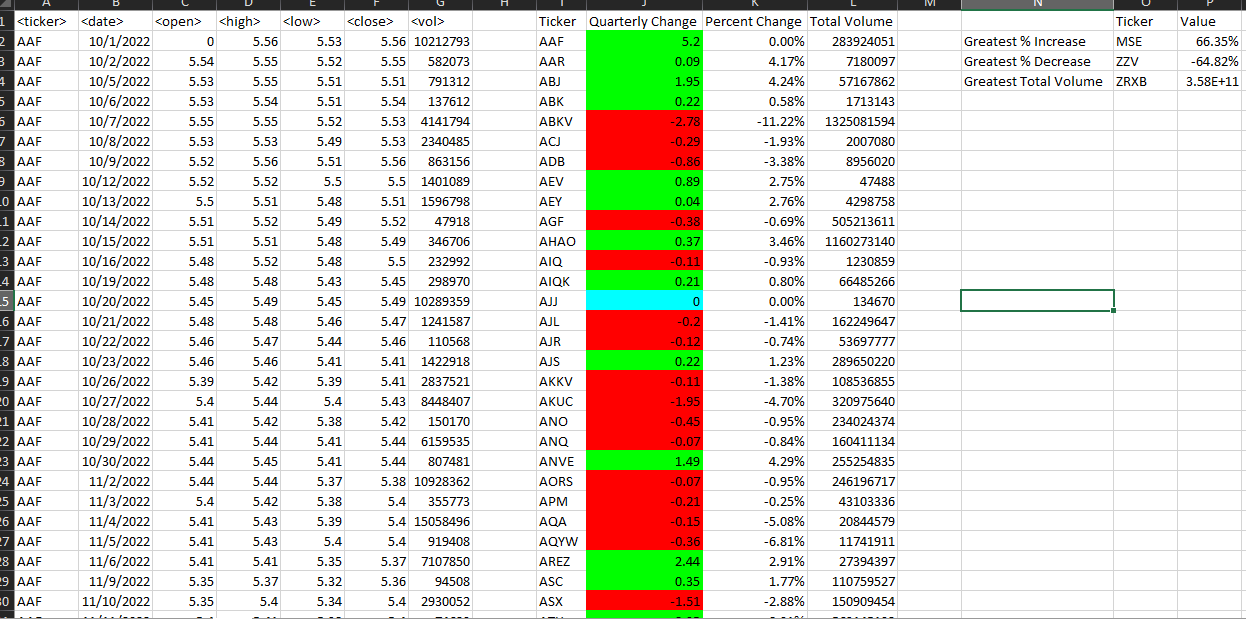 A B C D E F G H I J K L M N O P
1 <ticker> <date> <open> <high> <low> <close> <vol> Ticker Quarterly Change Percent Change Total Volume Ticker Value
2 AAF 10/1/2022 0 5.56 5.53 5.56 10212793 AAF 5.2 0.00% 283924051 Greatest % Increase MSE 66.35%
3 AAF 10/2/2022 5.54 5.55 5.52 5.55 582073 AAR 0.09 4.17% 7180097 Greatest % Decrease ZZV -64.82%
4 AAF 10/5/2022 5.53 5.55 5.51 5.51 791312 ABJ 1.95 4.24% 57167862 Greatest Total Volume ZRXB 3.58E+11
5 AAF 10/6/2022 5.53 5.54 5.51 5.54 137612 ABK 0.22 0.58% 1713143
6 AAF 10/7/2022 5.55 5.55 5.52 5.53 4141794 ABKV -2.78 -11.22% 1325081594
7 AAF 10/8/2022 5.53 5.53 5.49 5.53 2340485 ACJ -0.29 -1.93% 2007080
8 AAF 10/9/2022 5.52 5.56 5.51 5.56 863156 ADB -0.86 -3.38% 8956020
9 AAF 10/12/2022 5.52 5.52 5.5 5.5 1401089 AEV 0.89 2.75% 47488
0 AAF 10/13/2022 5.5 5.51 5.48 5.51 1596798 AEY 0.04 2.76% 4298758
1 AAF 10/14/2022 5.51 5.52 5.49 5.52 47918 AGF -0.38 -0.69% 505213611
2 AAF 10/15/2022 5.51 5.51 5.48 5.49 346706 AHAO 0.37 3.46% 1160273140
3 AAF 10/16/2022 5.48 5.52 5.48 5.5 232992 AIQ -0.11 -0.93% 1230859
4 AAF 10/19/2022 5.48 5.48 5.43 5.45 298970 AIQK 0.21 0.80% 66485266
5 AAF 10/20/2022 5.45 5.49 5.45 5.49 10289359 AJJ 0 0.00% 134670
6 AAF 10/21/2022 5.48 5.48 5.46 5.47 1241587 AJL -0.2 -1.41% 162249647
7 AAF 10/22/2022 5.46 5.47 5.44 5.46 110568 AJR -0.12 -0.74% 53697777
8 AAF 10/23/2022 5.46 5.46 5.41 5.41 1422918 AJS 0.22 1.23% 289650220
9 AAF 10/26/2022 5.39 5.42 5.39 5.41 2837521 AKKV -0.11 -1.38% 108536855
20 AAF 10/27/2022 5.4 5.44 5.4 5.43 8448407 AKUC -1.95 -4.70% 320975640
21 AAF 10/28/2022 5.41 5.42 5.38 5.42 150170 ANO -0.45 -0.95% 234024374
22 AAF 10/29/2022 5.41 5.44 5.41 5.44 6159535 ANQ -0.07 -0.84% 160411134
23 AAF 10/30/2022 5.44 5.45 5.41 5.44 807481 ANVE 1.49 4.29% 255254835
24 AAF 11/2/2022 5.44 5.44 5.37 5.38 10928362 AORS -0.07 -0.95% 246196717
25 AAF 11/3/2022 5.4 5.42 5.38 5.4 355773 APM -0.21 -0.25% 43103336
26 AAF 11/4/2022 5.41 5.43 5.39 5.4 15058496 AQA -0.15 -5.08% 20844579
27 AAF 11/5/2022 5.41 5.43 5.4 5.4 919408 AQYW -0.36 -6.81% 11741911
28 AAF 11/6/2022 5.41 5.41 5.35 5.37 7107850 AREZ 2.44 2.91% 27394397
29 AAF 11/9/2022 5.35 5.37 5.32 5.36 94508 ASC 0.35 1.77% 110759527
30 AAF 11/10/2022 5.35 5.4 5.34 5.4 2930052 ASX -1.51 -2.88% 150909454